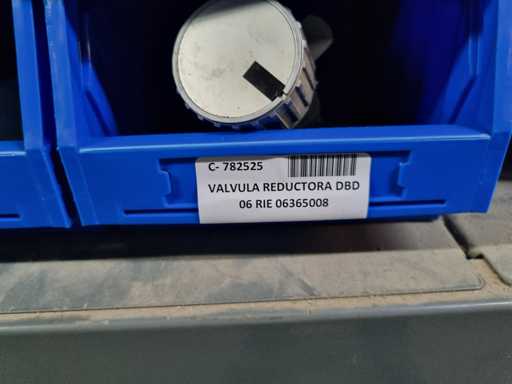 C- 782525
VALVULA REDUCTORA DBD
06 RIE 06365008